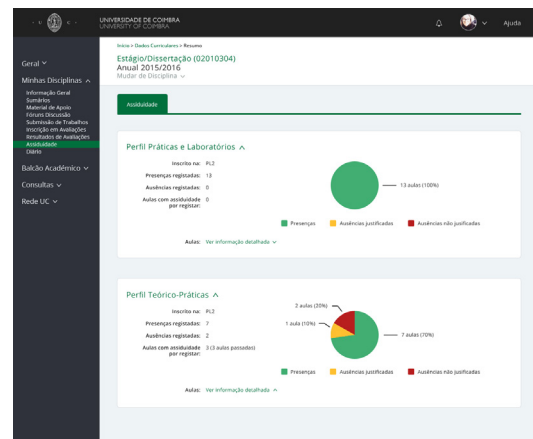 UNIVERSIDADE DE COIMBRA
UNIVERSITY OF COIMBRA
Ajuda
Início > Dados Curriculares > Resumo
Estágio/Dissertação (02010304)
Anual 2015/2016
Mudar de Disciplina
Geral
Minhas Disciplinas
Informação Geral
Sumários
Material de Apoio
Fóruns Discussão
Submissão de Trabalhos
Inscrição em Avaliações
Resultados de Avaliações
Assiduidade
Diário
Balcão Académico
Consultas
Rede UC
Assiduidade
Perfil Práticas e Laboratórios
Inscrito na: PL2
Presenças registadas: 13
Ausências registadas: 0
Aulas com assiduidade por registar: 0
13 aulas (100%)
Presenças
Ausências justificadas
Ausências não justificadas
Aulas: Ver informação detalhada
Perfil Teórico-Práticas
Inscrito na: PL2
Presenças registadas: 7
Ausências registadas: 2
Aulas com assiduidade por registar: 3 (3 aulas passadas)
2 aulas (20%)
1 aula (10%)
7 aulas (70%)
Presenças
Ausências justificadas
Ausências não justificadas
Aulas: Ver informação detalhada